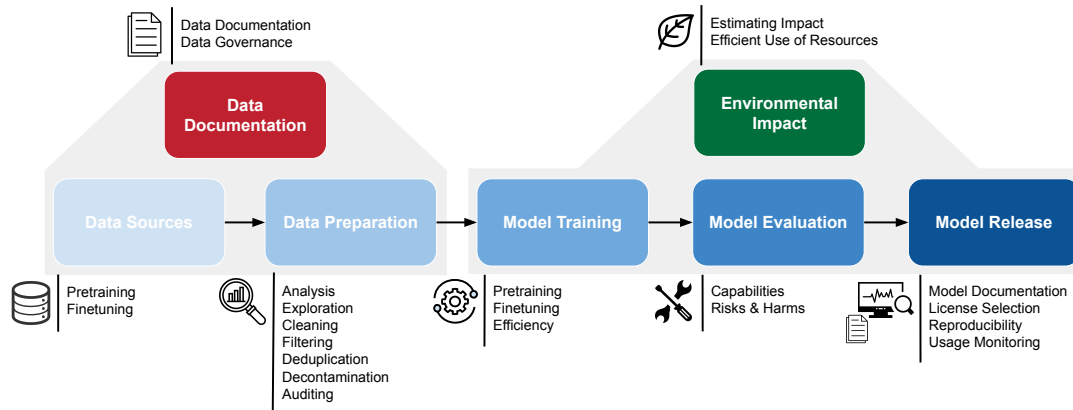 Data Documentation
Data Governance
Estimating Impact
Efficient Use of Resources
Data
Documentation
Environmental
Impact
Data Sources
Data Preparation
Model Training
Model Evaluation
Model Release
Pretraining
Finetuning
Analysis
Exploration
Cleaning
Filtering
Deduplication
Decontamination
Auditing
Pretraining
Finetuning
Efficiency
Capabilities
Risks & Harms
Model Documentation
License Selection
Reproducibility
Usage Monitoring